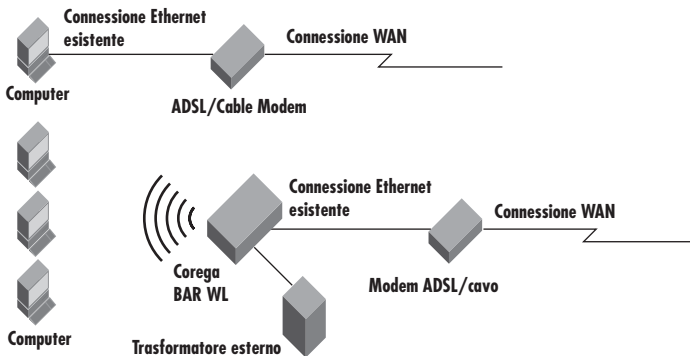 Connessione Ethernet
esistente
Connessione WAN
Computer
ADSL/Cable Modem
Connessione Ethernet
esistente
Connessione WAN
Corega
BAR WL
Modem ADSL/cavo
Computer
Trasformatore esterno